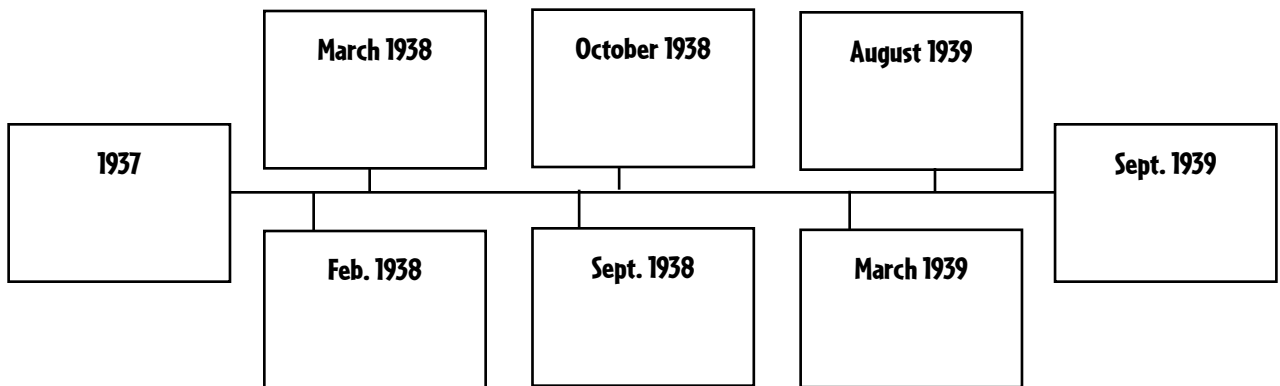 March 1938
October 1938
August 1939
1937
Sept. 1939
Feb. 1938
Sept. 1938
March 1939